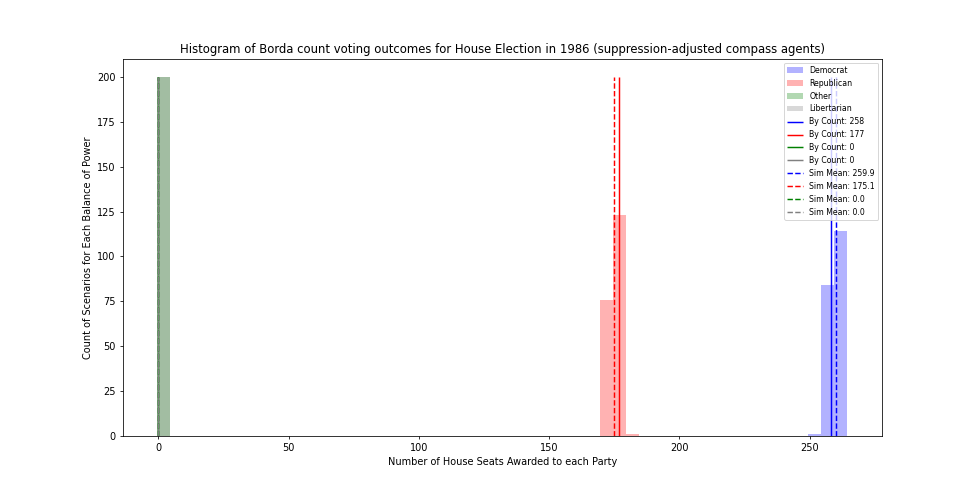 Histogram of Borda count voting outcomes for House Election in 1986 (suppression-adjusted compass agents)
Democrat
Republican
Other
Libertarian
By Count: 258
By Count: 177
By Count: 0
By Count: 0
Sim Mean: 259.9
Sim Mean: 175.1
Sim Mean: 0.0
Sim Mean: 0.0
Count of Scenarios for Each Balance of Power
200
175
150
125
100
75
50
25
0
0 50 100 150 200 250
Number of House Seats Awarded to each Party